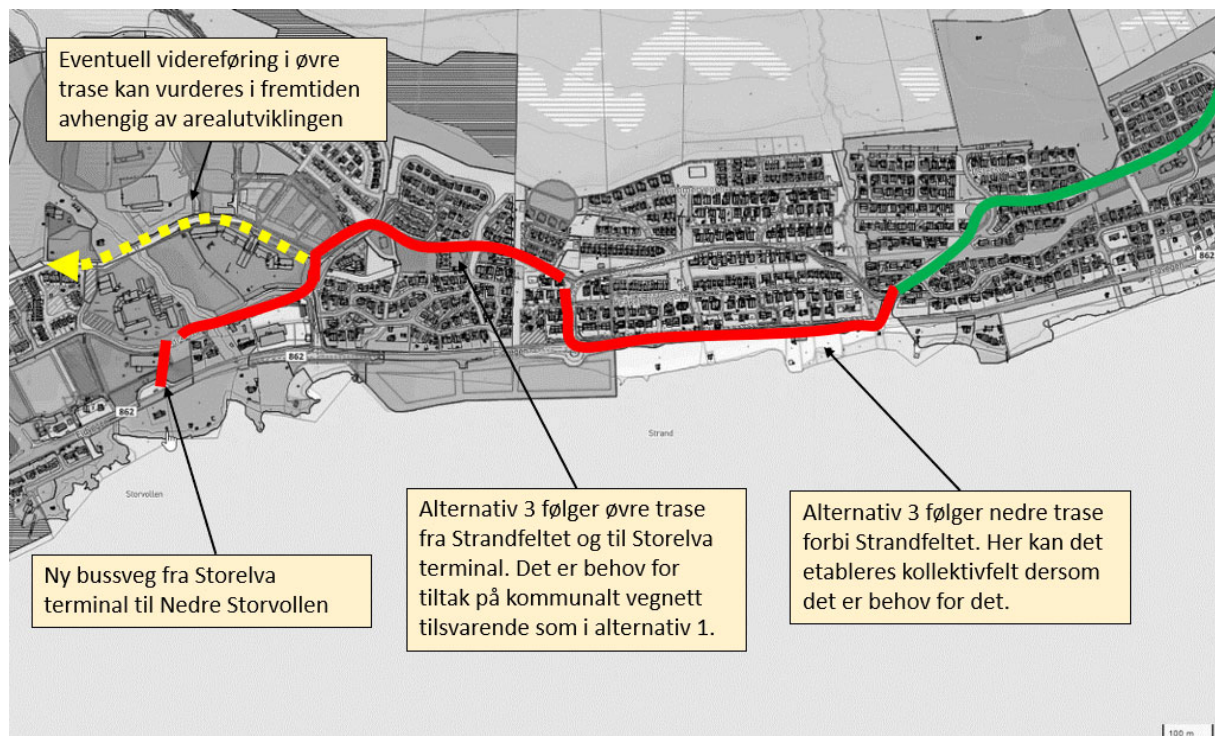 Eventuell videreføring i øvre
trase kan vurderes i fremtiden
avhengig av arealutviklingen
862
862
862
862
Strand
Storvollen
Ny bussveg fra Storelva
terminal til Nedre Storvollen
Alternativ 3 følger øvre trase
fra Strandfeltet og til Storelva
terminal. Det er behov for
tiltak på kommunalt vegnett
tilsvarende som i alternativ 1.
Alternativ 3 følger nedre trase
forbi Strandfeltet. Her kan det
etableres kollektivfelt dersom
det er behov for det.
100 m